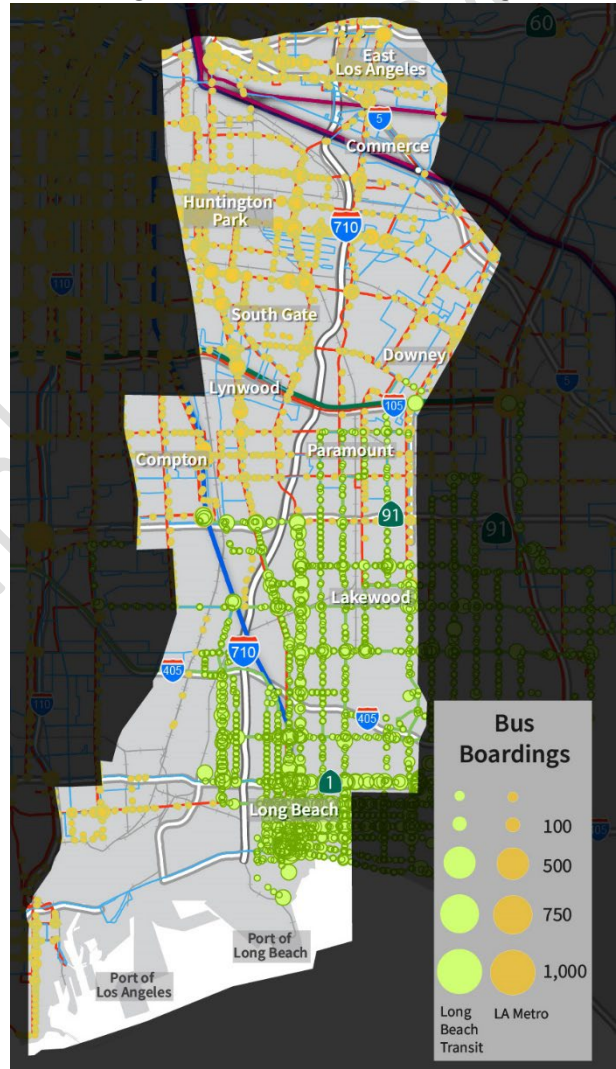 60
East
Los Angeles
5
Commerce
Huntington
Park
710
110
South Gate
Downey
5
Lynwood
105
Compton
Paramount
91
91
Lakewood
710
405
110
405
1
Long Beach
Port of
Long Beach
Port of
Los Angeles
Bus
Boardings
100
500
750
1,000
Long
Beach
Transit
LA Metro